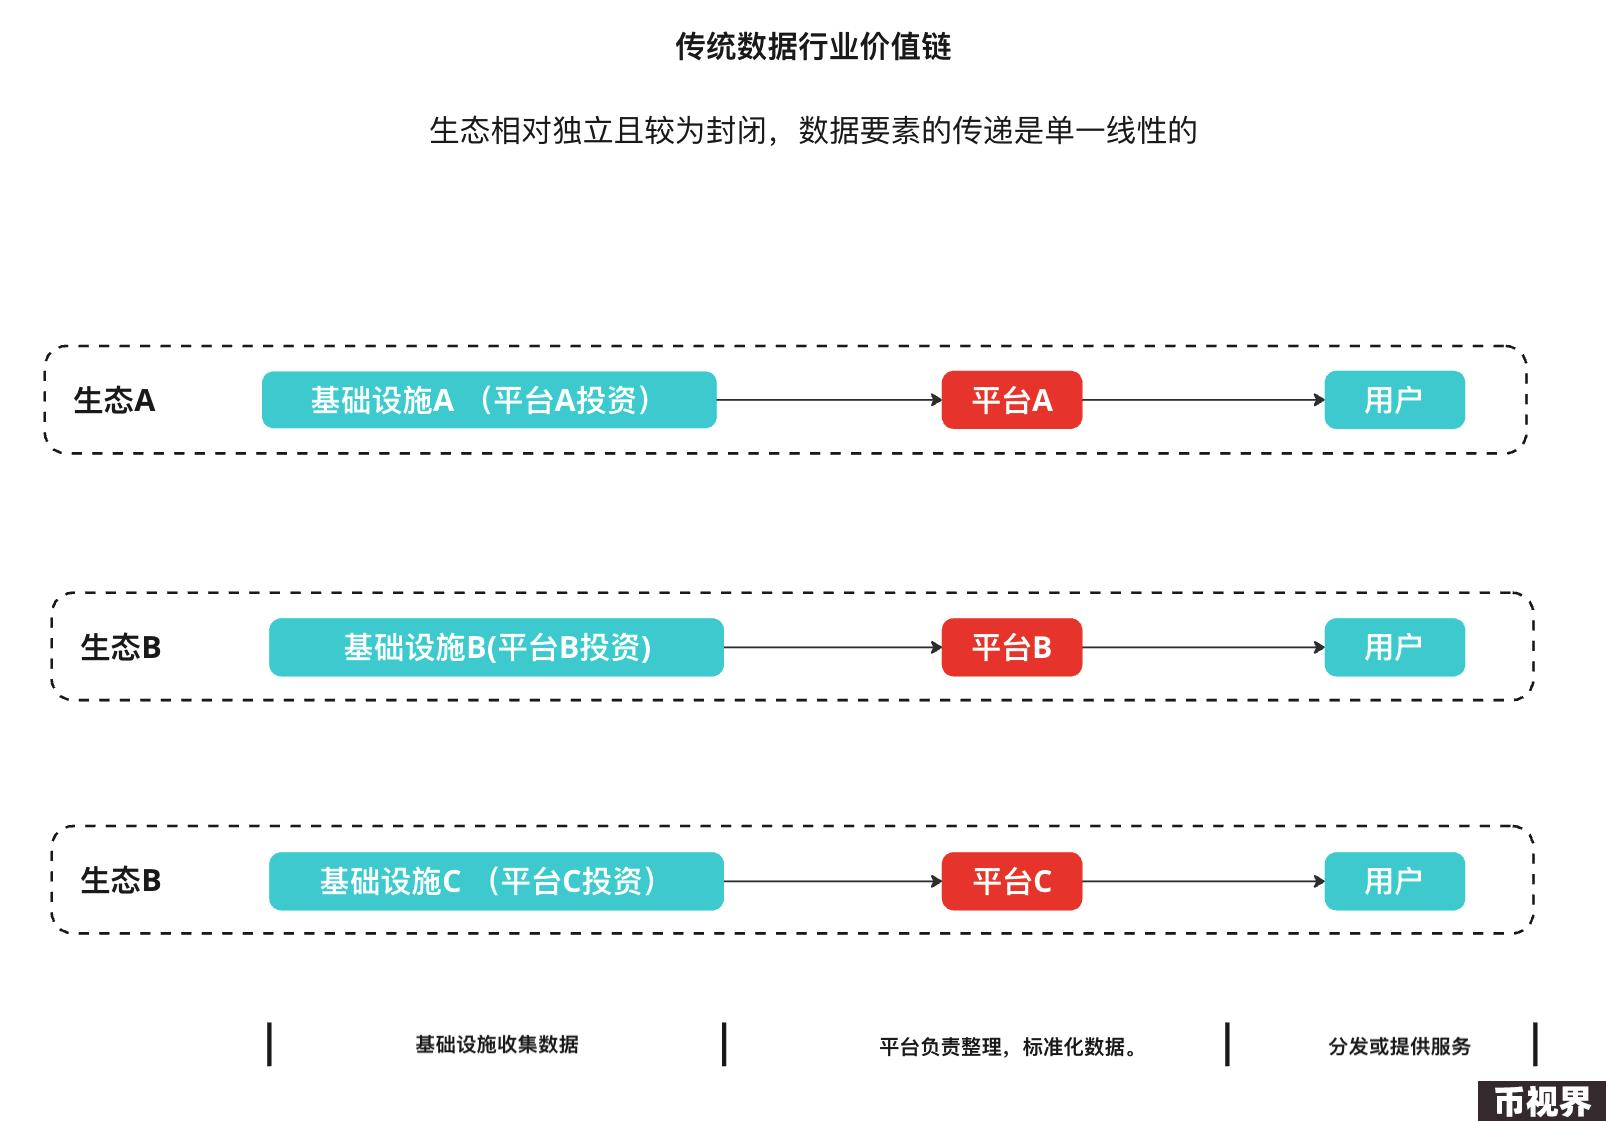 传统数据行业价值链
生态相对独立且较为封闭，数据要素的传递是单一线性的
生态A 基础设施A （平台A投资） 平台A 用户
生态B 基础设施B(平台B投资) 平台B 用户
生态B 基础设施C （平台C投资） 平台C 用户
基础设施收集数据 平台负责整理，标准化数据。 分发或提供服务
币视界